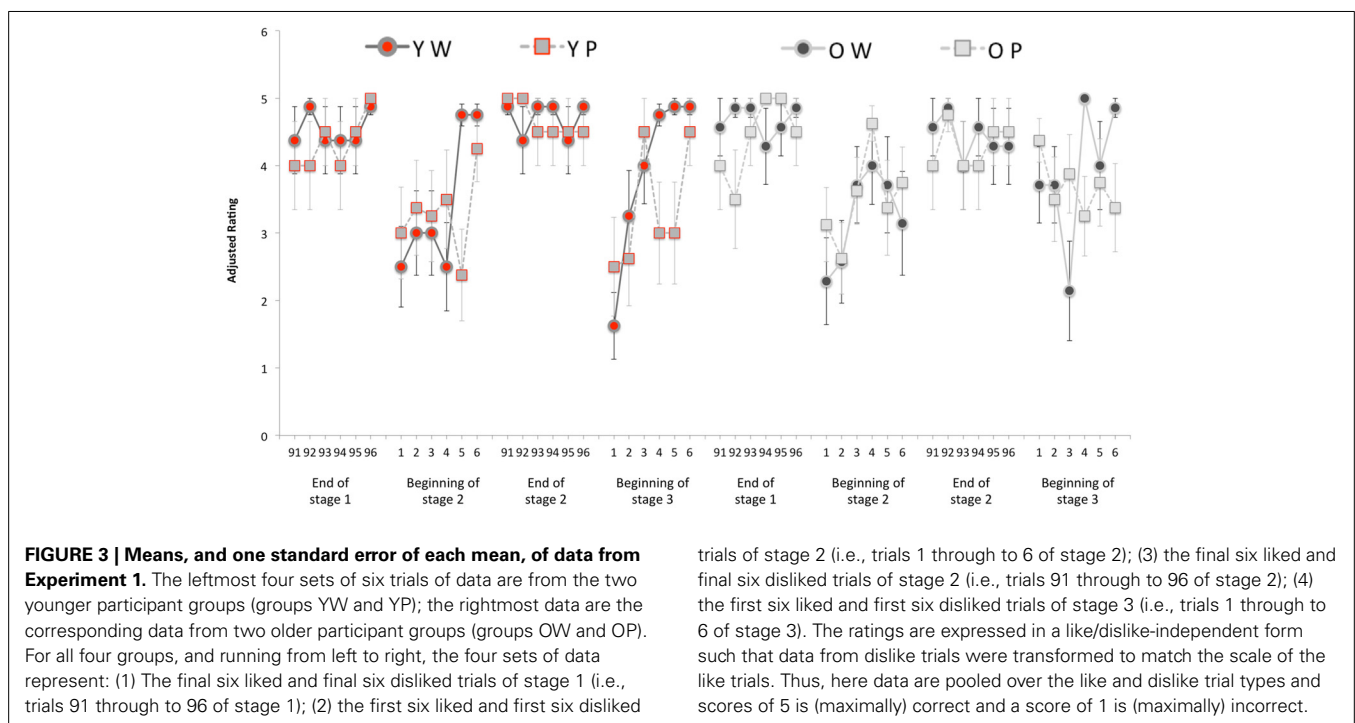 6
Y W
Y P
O W
O P
5
4
3
2
1
0
Adjusted Rating
91 92 93 94 95 96 1 2 3 4 5 6 91 92 93 94 95 96 1 2 3 4 5 6 91 92 93 94 95 96 1 2 3 4 5 6 91 92 93 94 95 96 1 2 3 4 5 6
End of
stage 1
Beginning of
stage 2
End of
stage 2
Beginning of
stage 3
End of
stage 1
Beginning of
stage 2
End of
stage 2
Beginning of
stage 3
FIGURE 3 | Means, and one standard error of each mean, of data from
Experiment 1. The leftmost four sets of six trials of data are from the two
younger participant groups (groups YW and YP); the rightmost data are the
corresponding data from two older participant groups (groups OW and OP).
For all four groups, and running from left to right, the four sets of data
represent: (1) The final six liked and final six disliked trials of stage 1 (i.e.,
trials 91 through to 96 of stage 1); (2) the first six liked and first six disliked
trials of stage 2 (i.e., trials 1 through to 6 of stage 2); (3) the final six liked and
final six disliked trials of stage 2 (i.e., trials 91 through to 96 of stage 2); (4)
the first six liked and first six disliked trials of stage 3 (i.e., trials 1 through to
6 of stage 3). The ratings are expressed in a like/dislike-independent form
such that data from dislike trials were transformed to match the scale of the
like trials. Thus, here data are pooled over the like and dislike trial types and
scores of 5 is (maximally) correct and a score of 1 is (maximally) incorrect.